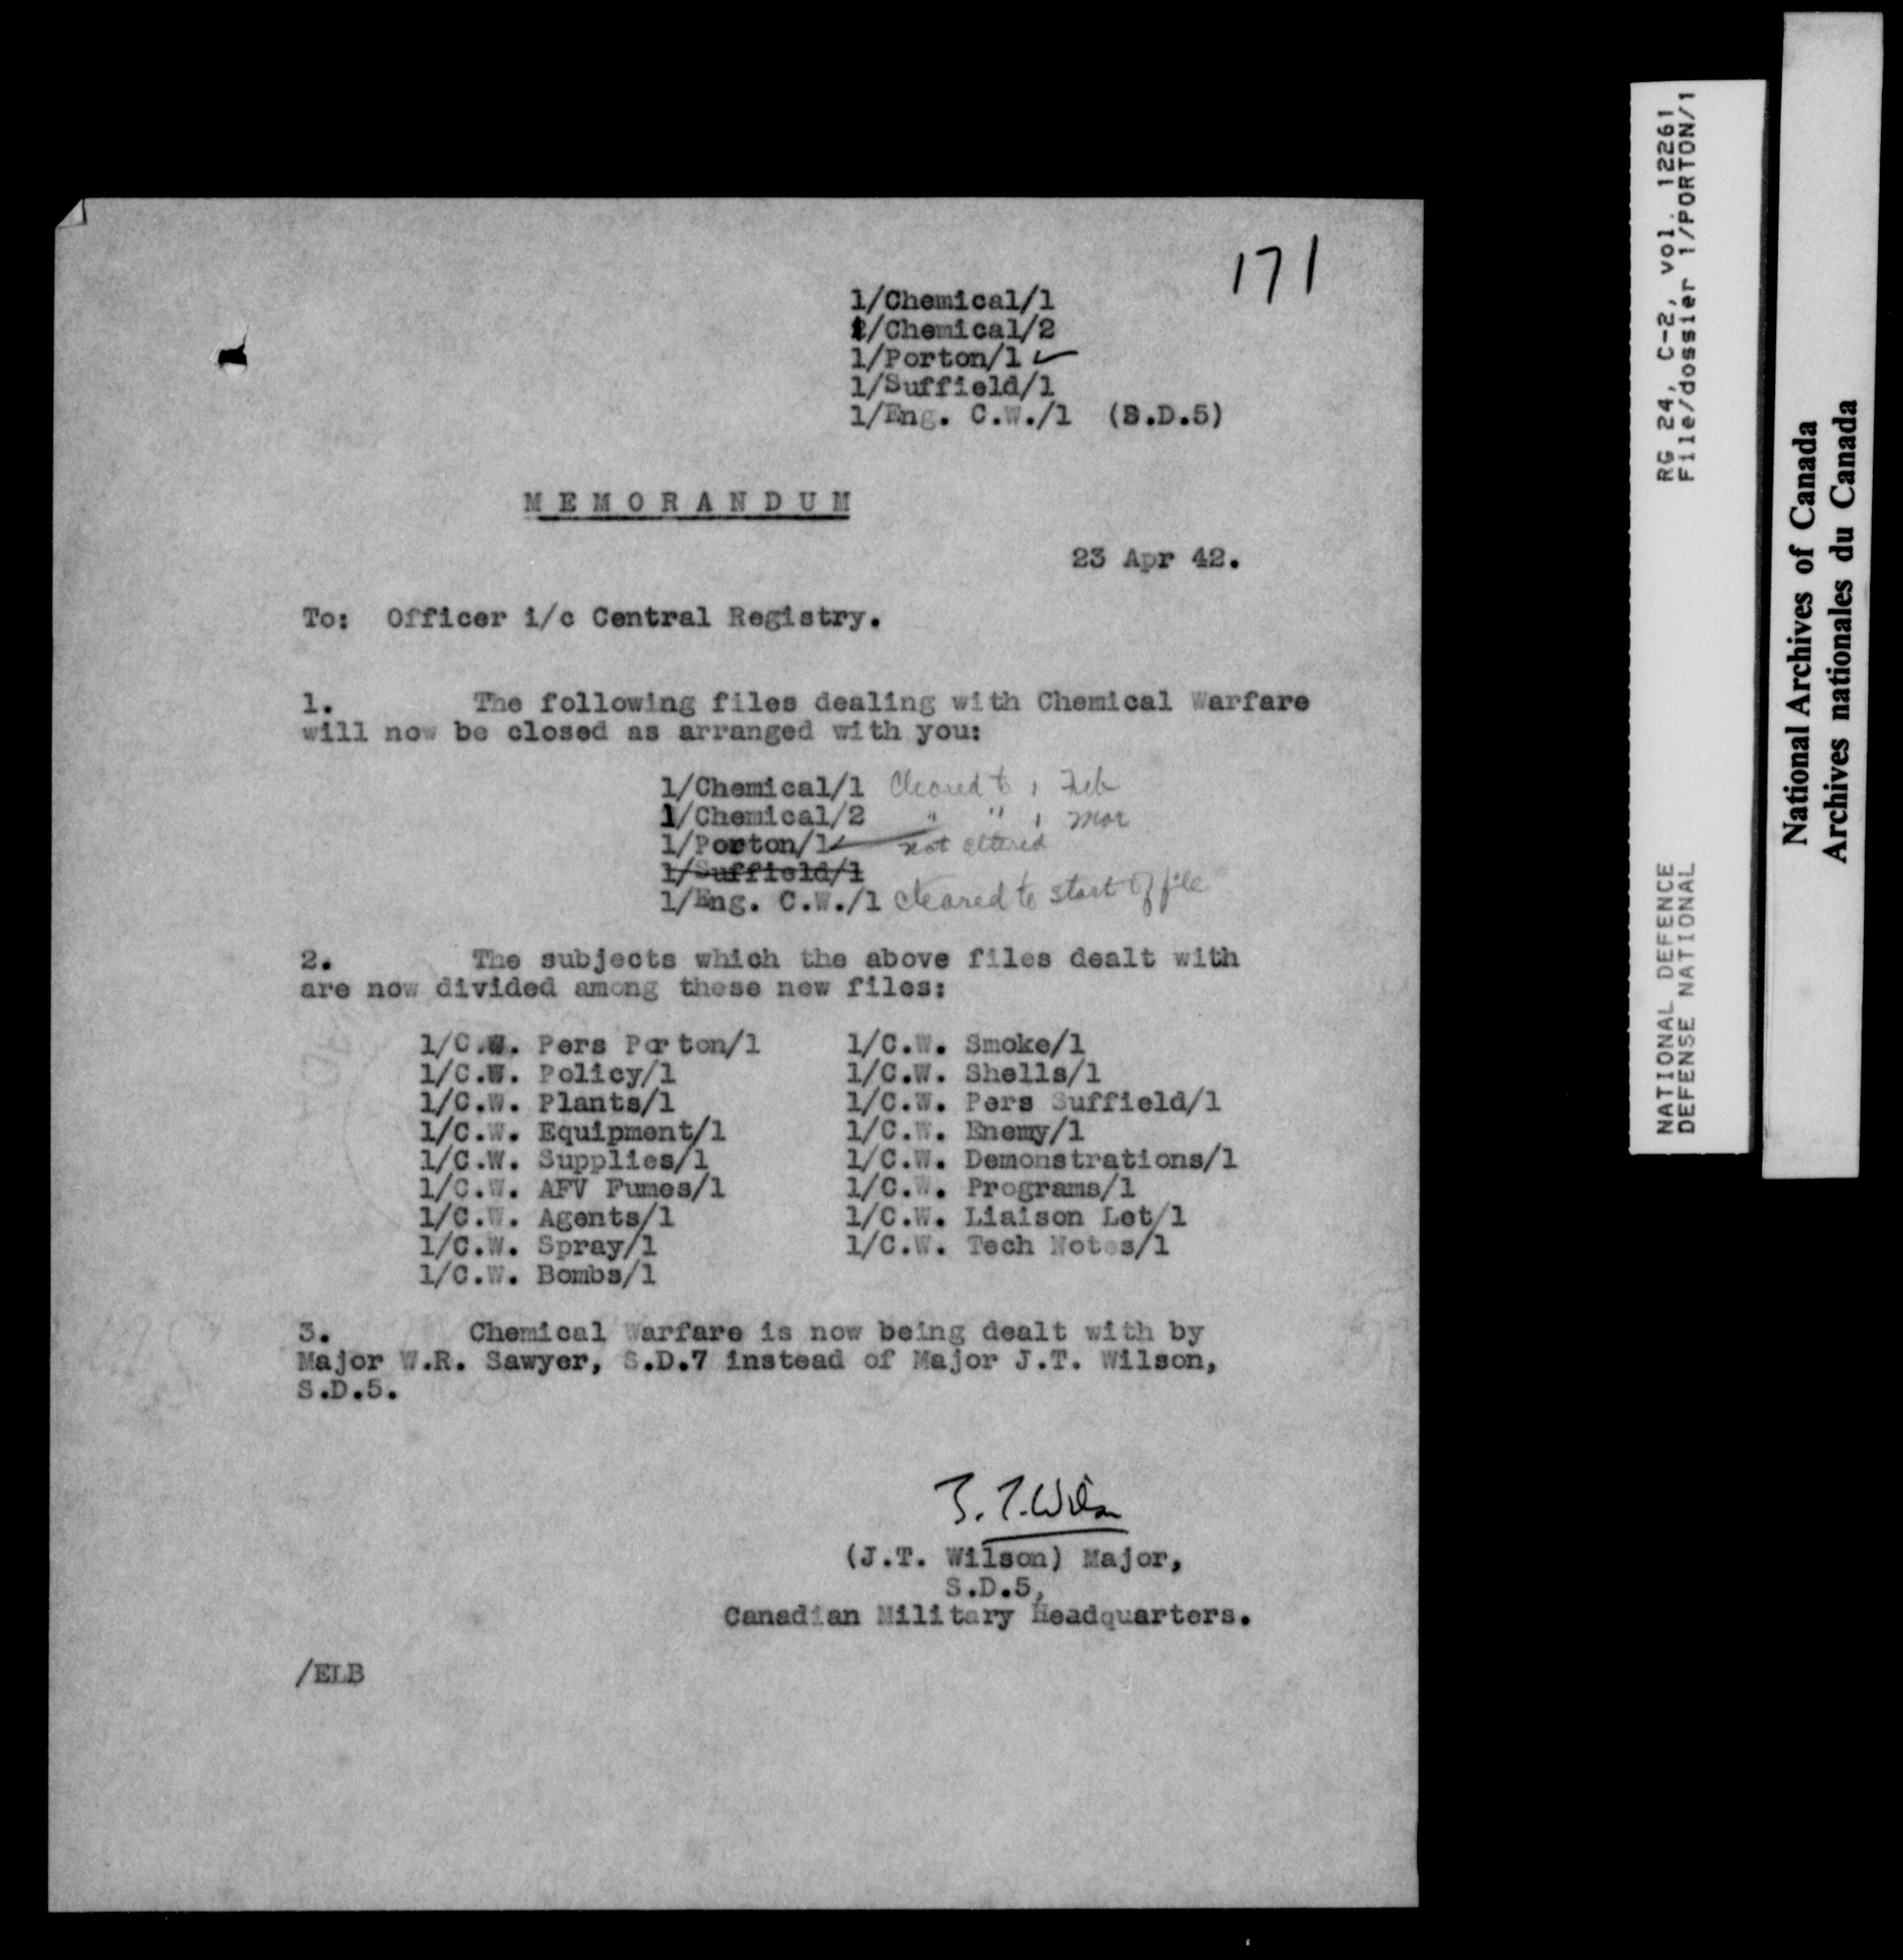 171
1/Chemical/1
1/Chemical/2
1/Porton/1 ✓
1/Suffield/1
1/Eng. C.W./1 (S.D.5)
MEMORANDUM
23 Apr 42.
To: Officer i/c Central Registry.
1. The following files dealing with Chemical Warfare
will now be closed as arranged with you:
1/Chemical/1 Cleared to 1 Feb
1/Chemical/2 " " 1 Mar
1/Porton/1 ✓ not altered
1/Suffield/1
1/Eng. C.W./1 cleared to start of file
2. The subjects which the above files dealt with
are now divided among these new files:
1/C.W. Pers Porton/1 1/C.W. Smoke/1
1/C.W. Policy/1 1/C.W. Shells/1
1/C.W. Plants/1 1/C.W. Pers Suffield/1
1/C.W. Equipment/1 1/C.W. Enemy/1
1/C.W. Supplies/1 1/C.W. Demonstrations/1
1/C.W. AFV Fumes/1 1/C.W. Programs/1
1/C.W. Agents/1 1/C.W. Liaison Let/1
1/C.W. Spray/1 1/C.W. Tech Notes/1
1/C.W. Bombs/1
3. Chemical Warfare is now being dealt with by
Major W.R. Sawyer, S.D.7 instead of Major J.T. Wilson,
S.D.5.
J.T. Wilson
(J.T. Wilson) Major,
S.D.5,
Canadian Military Headquarters.
/ELB
NATIONAL DEFENCE RG 24, C-2, vol. 12261
DEFENSE NATIONAL File/dossier 1/PORTON/1
National Archives of Canada
Archives nationales du Canada